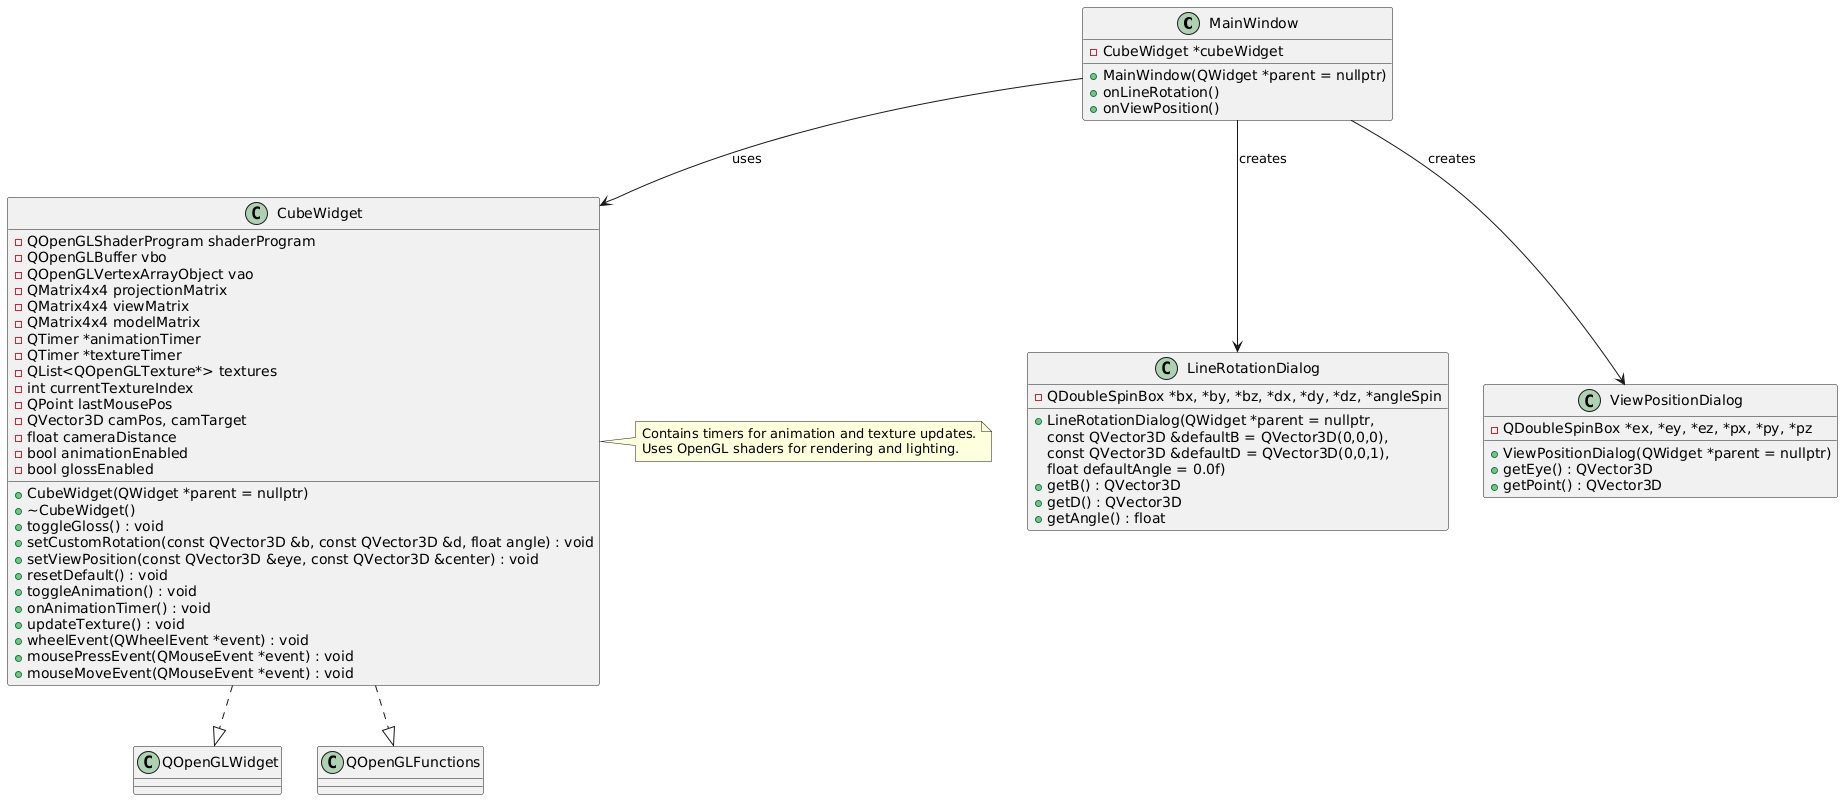 C MainWindow
CubeWidget *cubeWidget
MainWindow(QWidget *parent = nullptr)
onLineRotation()
onViewPosition()
uses
creates
creates
C CubeWidget
QOpenGLShaderProgram shaderProgram
QOpenGLBuffer vbo
QOpenGLVertexArrayObject vao
QMatrix4x4 projectionMatrix
QMatrix4x4 viewMatrix
QMatrix4x4 modelMatrix
QTimer *animationTimer
QTimer *textureTimer
QList<QOpenGLTexture*> textures
int currentTextureIndex
QPoint lastMousePos
QVector3D camPos, camTarget
float cameraDistance
bool animationEnabled
bool glossEnabled
CubeWidget(QWidget *parent = nullptr)
~CubeWidget()
toggleGloss() : void
setCustomRotation(const QVector3D &b, const QVector3D &d, float angle) : void
setViewPosition(const QVector3D &eye, const QVector3D &center) : void
resetDefault() : void
toggleAnimation() : void
onAnimationTimer() : void
updateTexture() : void
wheelEvent(QWheelEvent *event) : void
mousePressEvent(QMouseEvent *event) : void
mouseMoveEvent(QMouseEvent *event) : void
Contains timers for animation and texture updates.
Uses OpenGL shaders for rendering and lighting.
C LineRotationDialog
QDoubleSpinBox *bx, *by, *bz, *dx, *dy, *dz, *angleSpin
LineRotationDialog(QWidget *parent = nullptr,
const QVector3D &defaultB = QVector3D(0,0,0),
const QVector3D &defaultD = QVector3D(0,0,1),
float defaultAngle = 0.0f)
getB() : QVector3D
getD() : QVector3D
getAngle() : float
C ViewPositionDialog
QDoubleSpinBox *ex, *ey, *ez, *px, *py, *pz
ViewPositionDialog(QWidget *parent = nullptr)
getEye() : QVector3D
getPoint() : QVector3D
C QOpenGLWidget
C QOpenGLFunctions